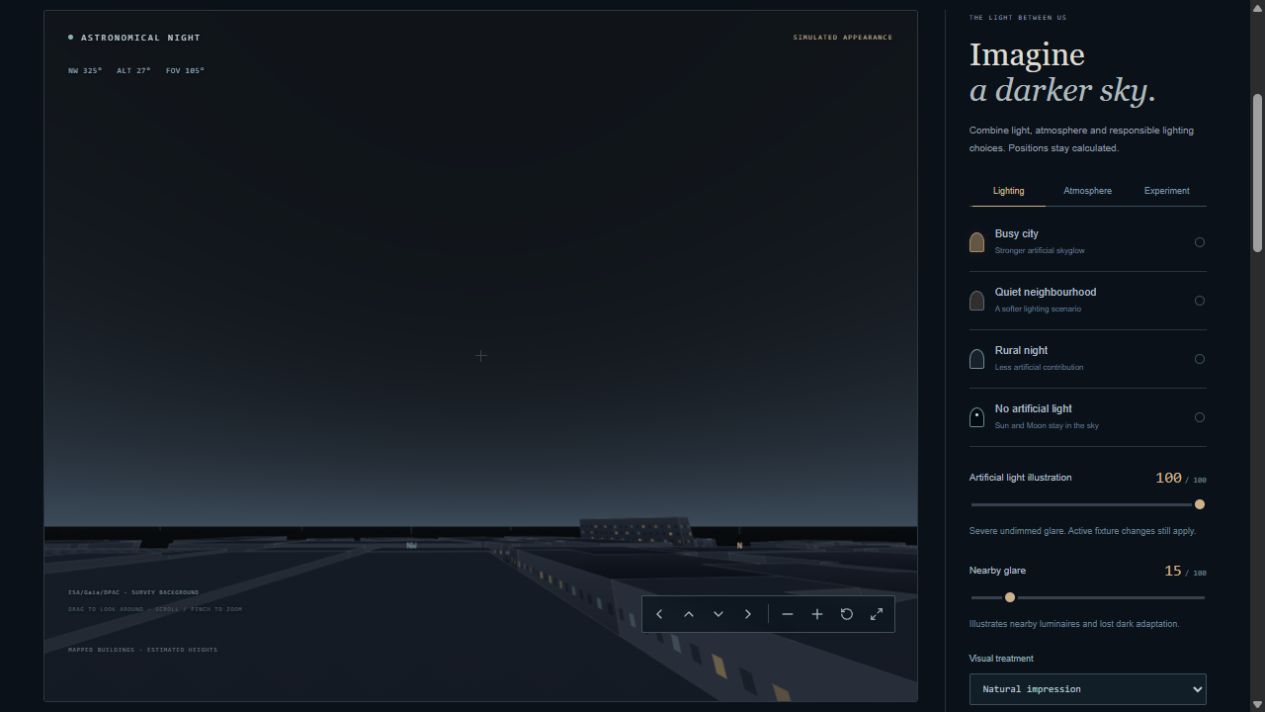 ASTRONOMICAL NIGHT
SIMULATED APPEARANCE
NW 325° ALT 27° FOV 105°
NW
N
ESA/Gaia/DPAC · SURVEY BACKGROUND
DRAG TO LOOK AROUND · SCROLL / PINCH TO ZOOM
MAPPED BUILDINGS · ESTIMATED HEIGHTS
THE LIGHT BETWEEN US
Imagine
a darker sky.
Combine light, atmosphere and responsible lighting
choices. Positions stay calculated.
Lighting Atmosphere Experiment
Busy city
Stronger artificial skyglow
Quiet neighbourhood
A softer lighting scenario
Rural night
Less artificial contribution
No artificial light
Sun and Moon stay in the sky
Artificial light illustration 100 / 100
Severe undimmed glare. Active fixture changes still apply.
Nearby glare 15 / 100
Illustrates nearby luminaires and lost dark adaptation.
Visual treatment
Natural impression